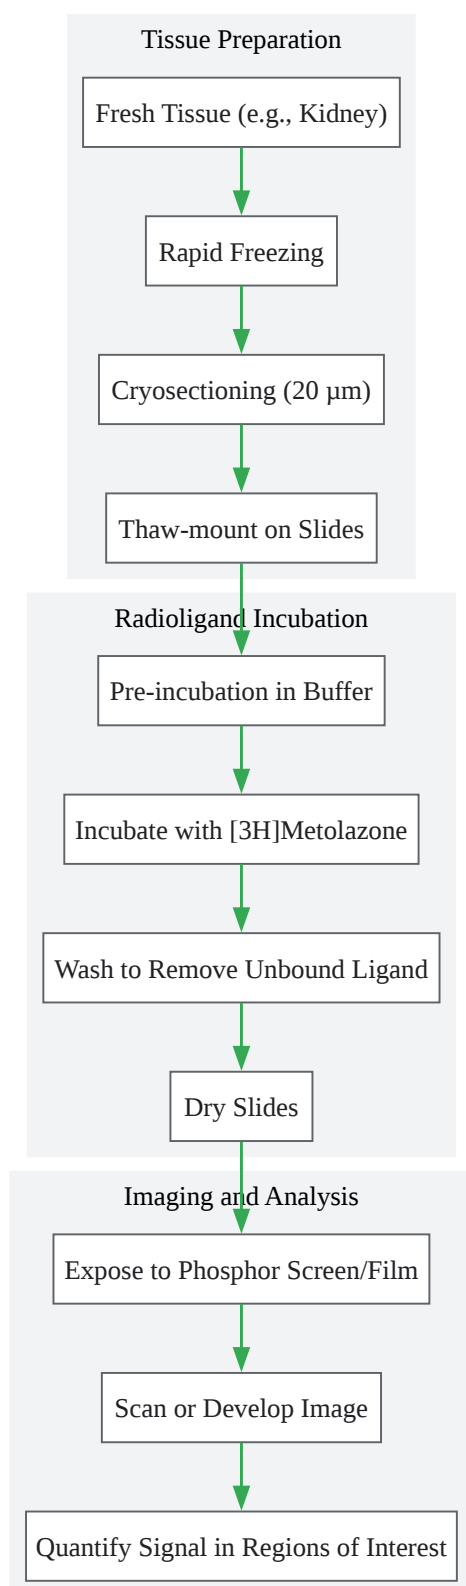 Tissue Preparation
Fresh Tissue (e.g., Kidney)
Rapid Freezing
Cryosectioning (20 µm)
Thaw-mount on Slides
Radioligand Incubation
Pre-incubation in Buffer
Incubate with [3H]Metolazone
Wash to Remove Unbound Ligand
Dry Slides
Imaging and Analysis
Expose to Phosphor Screen/Film
Scan or Develop Image
Quantify Signal in Regions of Interest